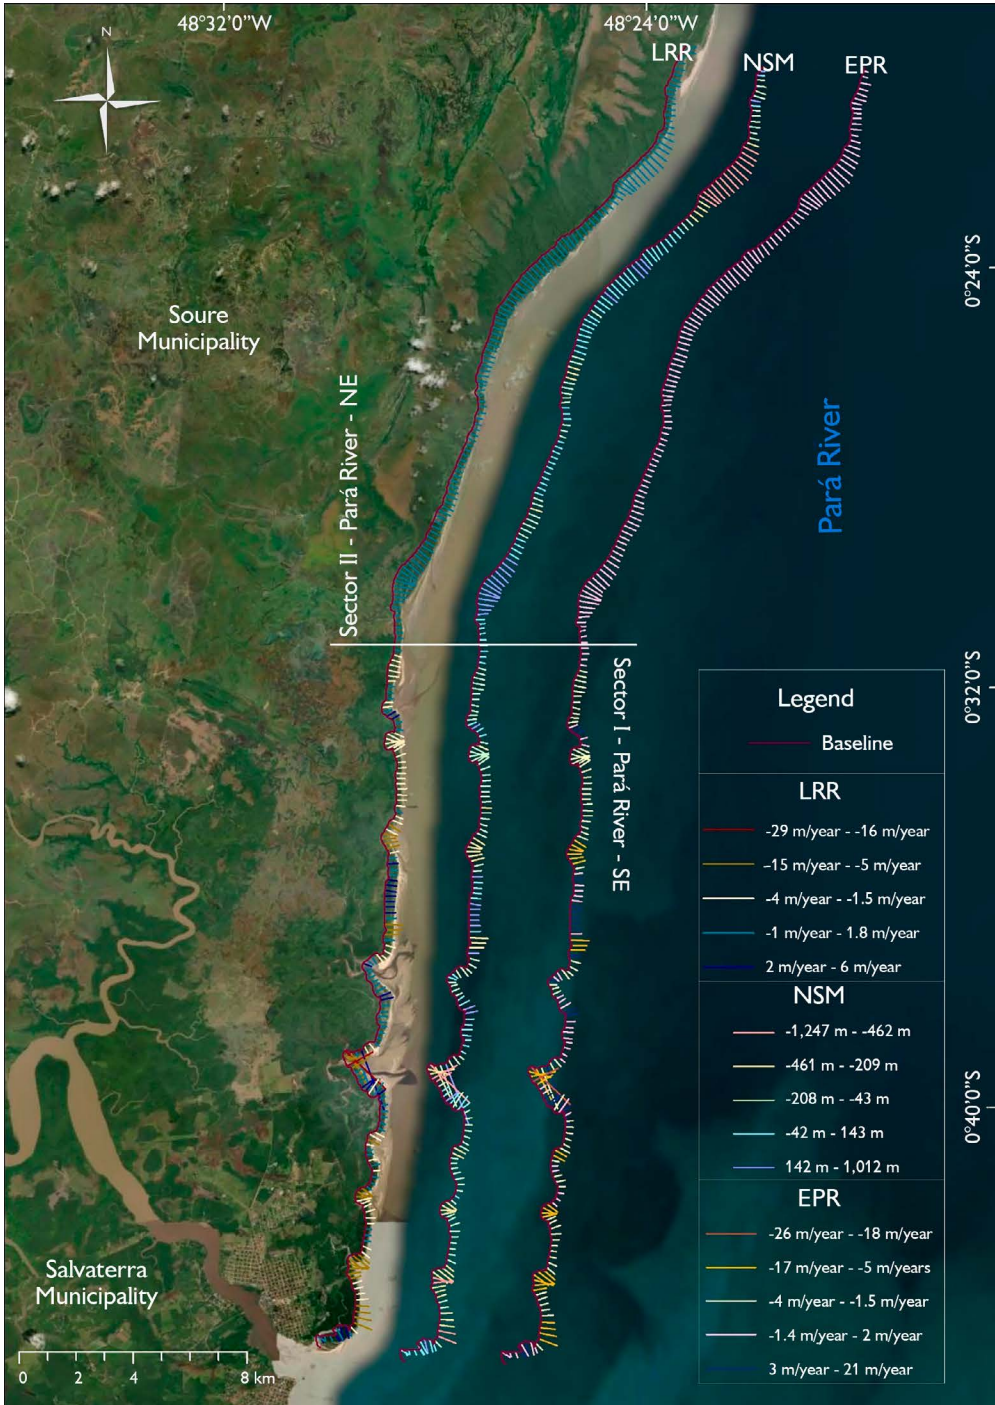 48°32'0"W
48°24'0"W
N
LRR
NSM
EPR
0°24'0"S
Soure
Municipality
Sector II - Pará River - NE
Pará River
Sector I - Pará River - SE
0°32'0"S
Legend
Baseline
LRR
-29 m/year - -16 m/year
-15 m/year - -5 m/year
-4 m/year - -1.5 m/year
-1 m/year - 1.8 m/year
2 m/year - 6 m/year
NSM
-1,247 m - -462 m
-461 m - -209 m
-208 m - -43 m
-42 m - 143 m
142 m - 1,012 m
EPR
-26 m/year - -18 m/year
-17 m/year - -5 m/years
-4 m/year - -1.5 m/year
-1.4 m/year - 2 m/year
3 m/year - 21 m/year
0°40'0"S
Salvaterra
Municipality
0 2 4 8 km